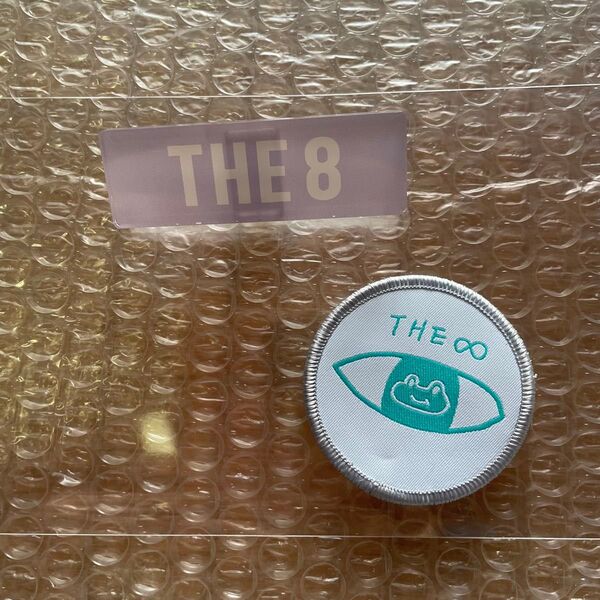 THE 8
THE ∞